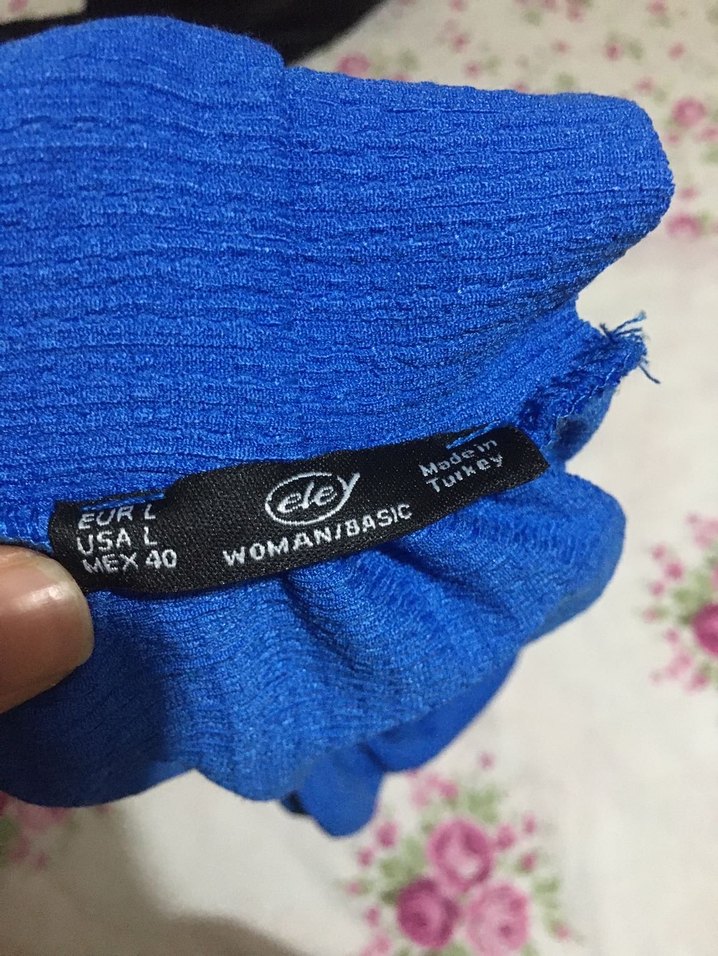 EUR L
USA L
MEX 40
eley
WOMAN/BASIC
Made in
Turkey